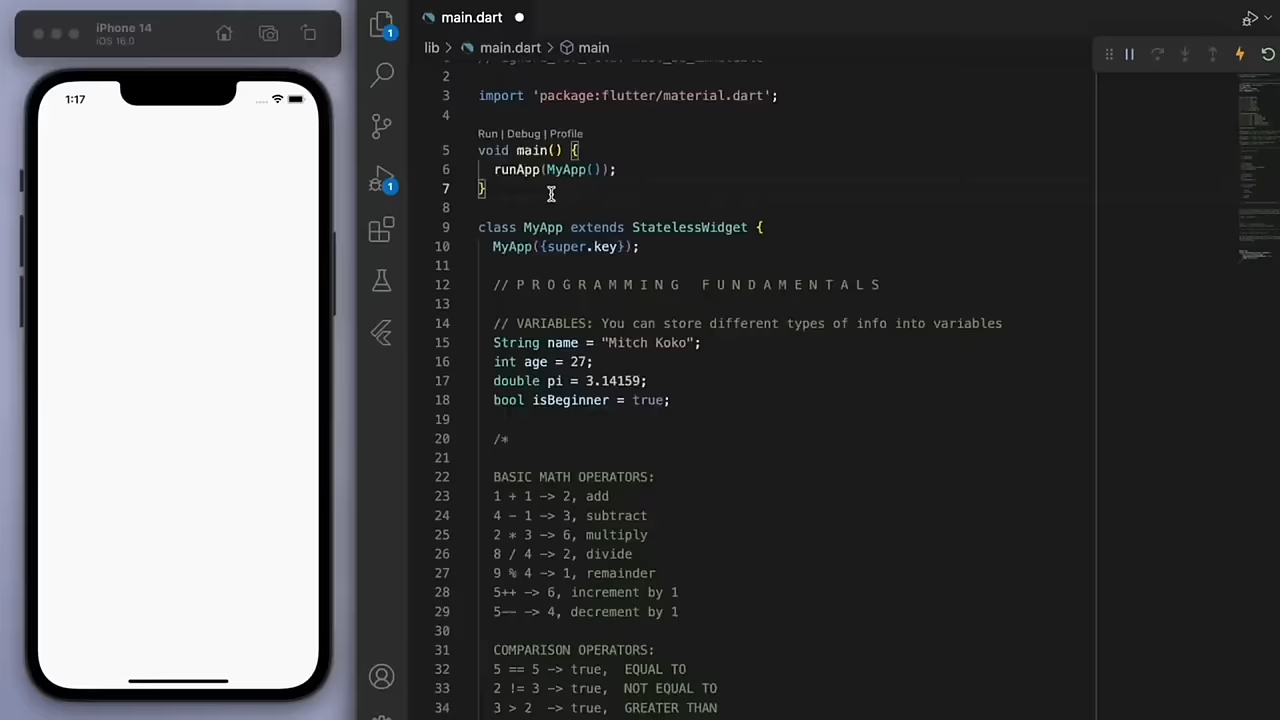 iPhone 14
iOS 16.0
1:17
1
1
main.dart
lib > main.dart > main
2
3 import 'package:flutter/material.dart';
4
Run | Debug | Profile
5 void main() {
6 runApp(MyApp());
7 }
8
9 class MyApp extends StatelessWidget {
10 MyApp({super.key});
11
12 // P R O G R A M M I N G   F U N D A M E N T A L S
13
14 // VARIABLES: You can store different types of info into variables
15 String name = "Mitch Koko";
16 int age = 27;
17 double pi = 3.14159;
18 bool isBeginner = true;
19
20 /*
21
22 BASIC MATH OPERATORS:
23 1 + 1 -> 2, add
24 4 - 1 -> 3, subtract
25 2 * 3 -> 6, multiply
26 8 / 4 -> 2, divide
27 9 % 4 -> 1, remainder
28 5++ -> 6, increment by 1
29 5-- -> 4, decrement by 1
30
31 COMPARISON OPERATORS:
32 5 == 5 -> true,  EQUAL TO
33 2 != 3 -> true,  NOT EQUAL TO
34 3 > 2  -> true,  GREATER THAN